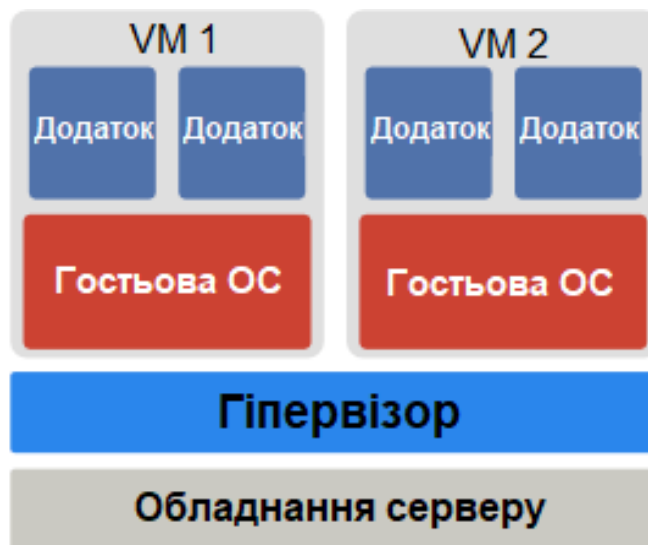 VM 1
VM 2
Додаток
Додаток
Додаток
Додаток
Гостьова ОС
Гостьова ОС
Гіпервізор
Обладнання серверу